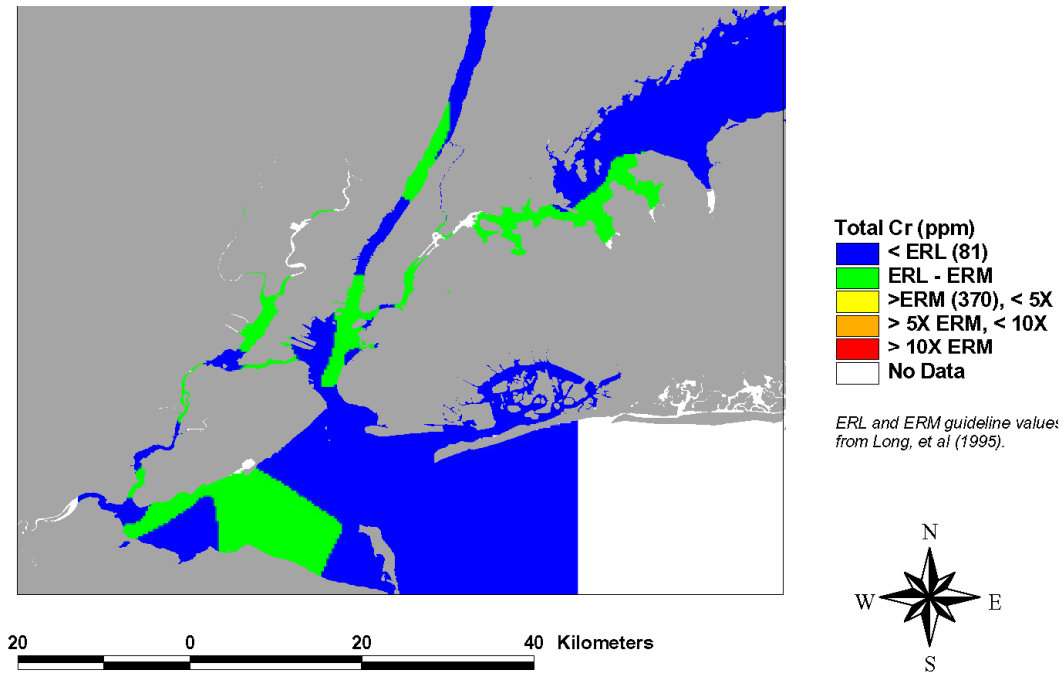 Total Cr (ppm)
< ERL (81)
ERL - ERM
>ERM (370), < 5X
> 5X ERM, < 10X
> 10X ERM
No Data
ERL and ERM guideline values
from Long, et al (1995).
N
W
E
S
20 0 20 40 Kilometers